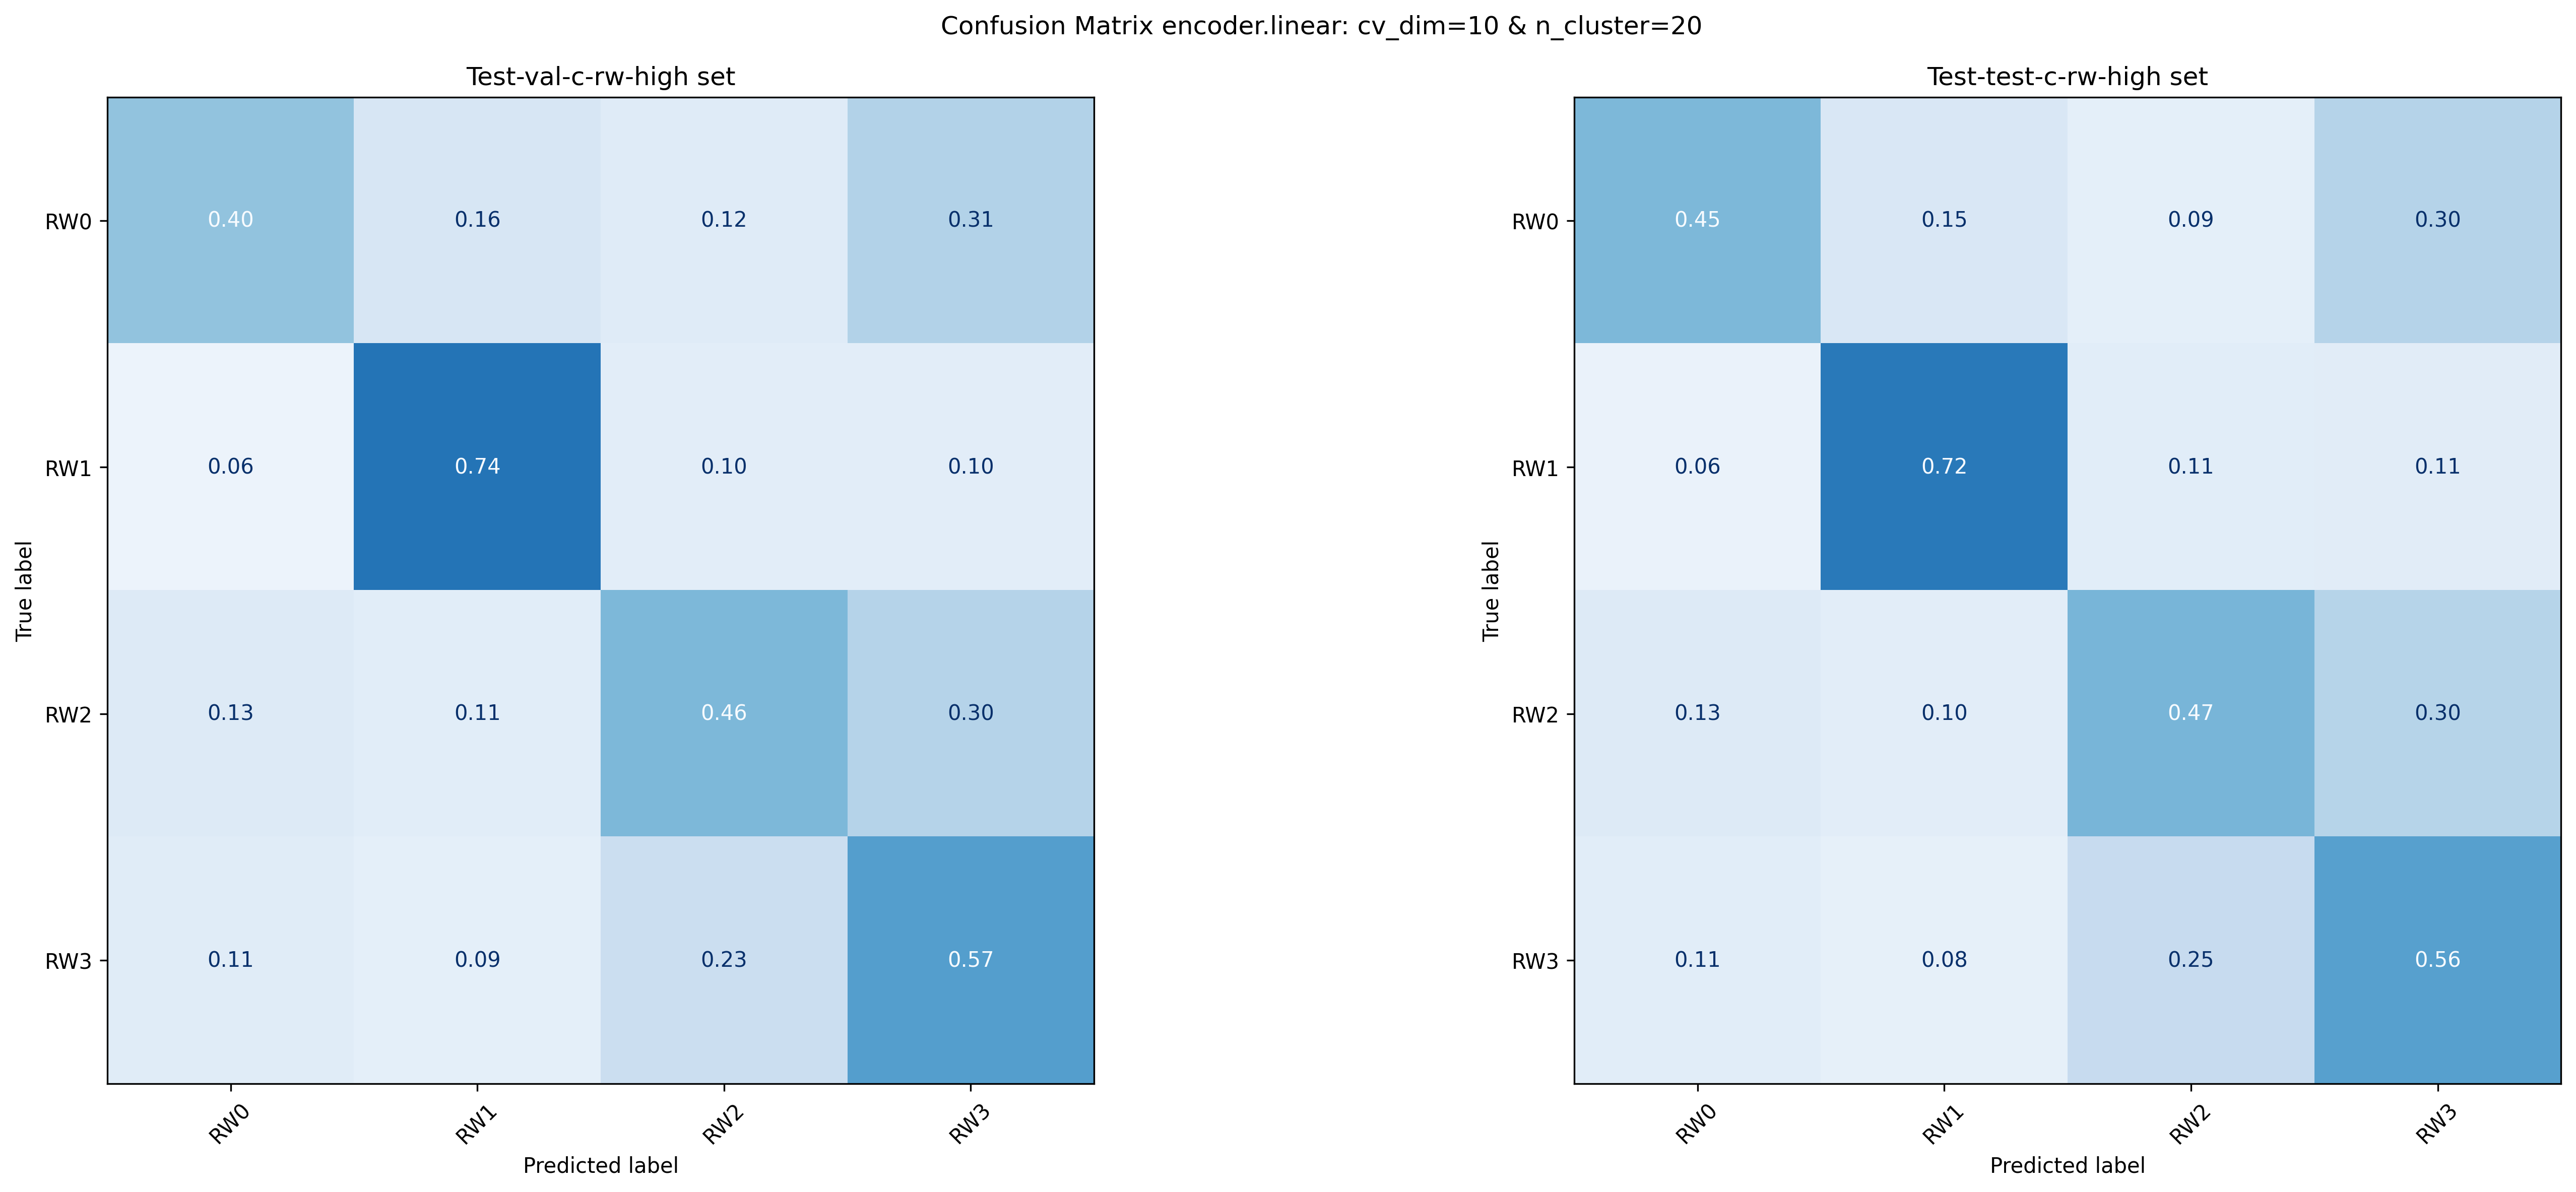 Confusion Matrix encoder.linear: cv_dim=10 & n_cluster=20
Test-val-c-rw-high set
True label
RW0 0.40 0.16 0.12 0.31
RW1 0.06 0.74 0.10 0.10
RW2 0.13 0.11 0.46 0.30
RW3 0.11 0.09 0.23 0.57
RW0 RW1 RW2 RW3
Predicted label
Test-test-c-rw-high set
True label
RW0 0.45 0.15 0.09 0.30
RW1 0.06 0.72 0.11 0.11
RW2 0.13 0.10 0.47 0.30
RW3 0.11 0.08 0.25 0.56
RW0 RW1 RW2 RW3
Predicted label